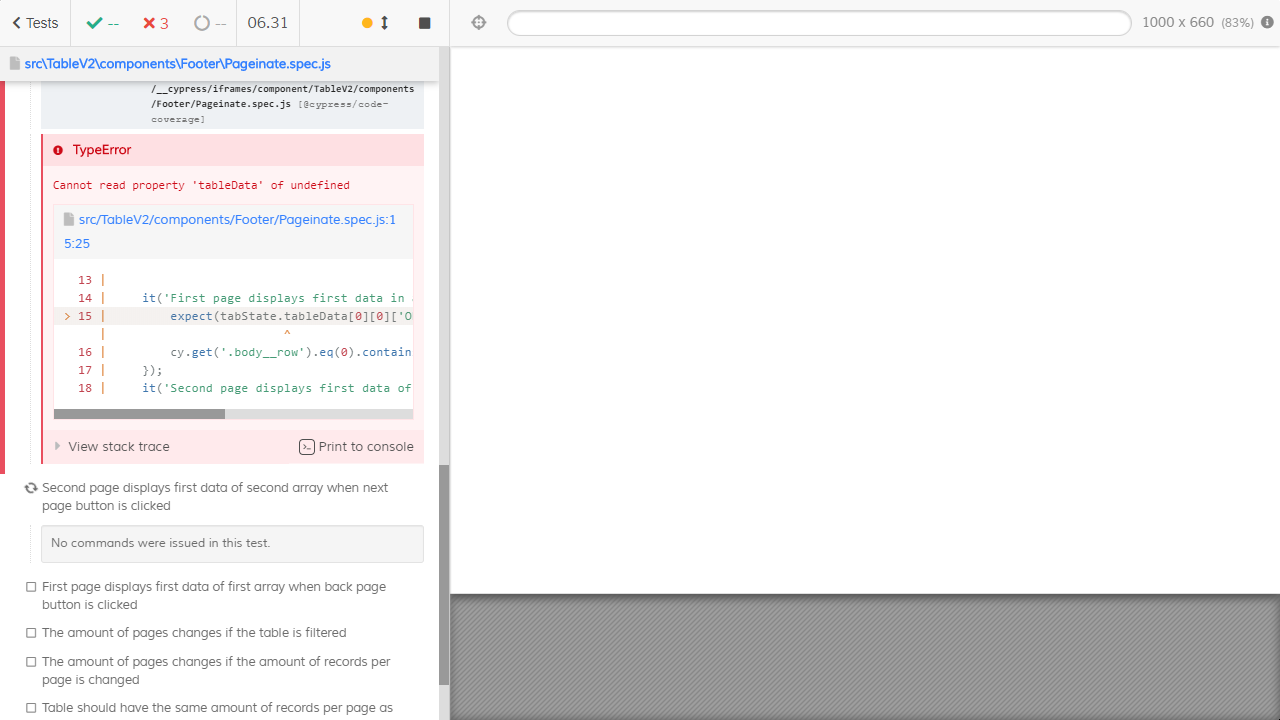 Tests
--
3
--
06.31
1000 x 660 (83%)
src\TableV2\components\Footer\Pageinate.spec.js
/__cypress/iframes/component/TableV2/components
/Footer/Pageinate.spec.js [@cypress/code-
coverage]
TypeError
Cannot read property 'tableData' of undefined
src/TableV2/components/Footer/Pageinate.spec.js:1
5:25
13 |
14 | it('First page displays first data in
> 15 | expect(tabState.tableData[0][0]['O
| ^
16 | cy.get('.body__row').eq(0).contain
17 | });
18 | it('Second page displays first data of
View stack trace
Print to console
Second page displays first data of second array when next
page button is clicked
No commands were issued in this test.
First page displays first data of first array when back page
button is clicked
The amount of pages changes if the table is filtered
The amount of pages changes if the amount of records per
page is changed
Table should have the same amount of records per page as